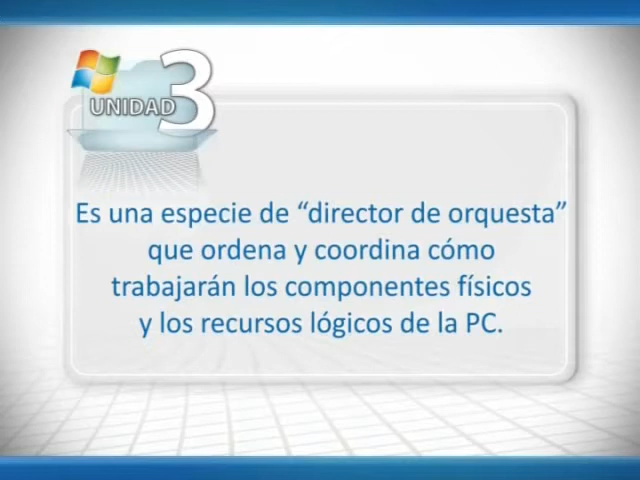 UNIDAD 3
Es una especie de “director de orquesta”
que ordena y coordina cómo
trabajarán los componentes físicos
y los recursos lógicos de la PC.